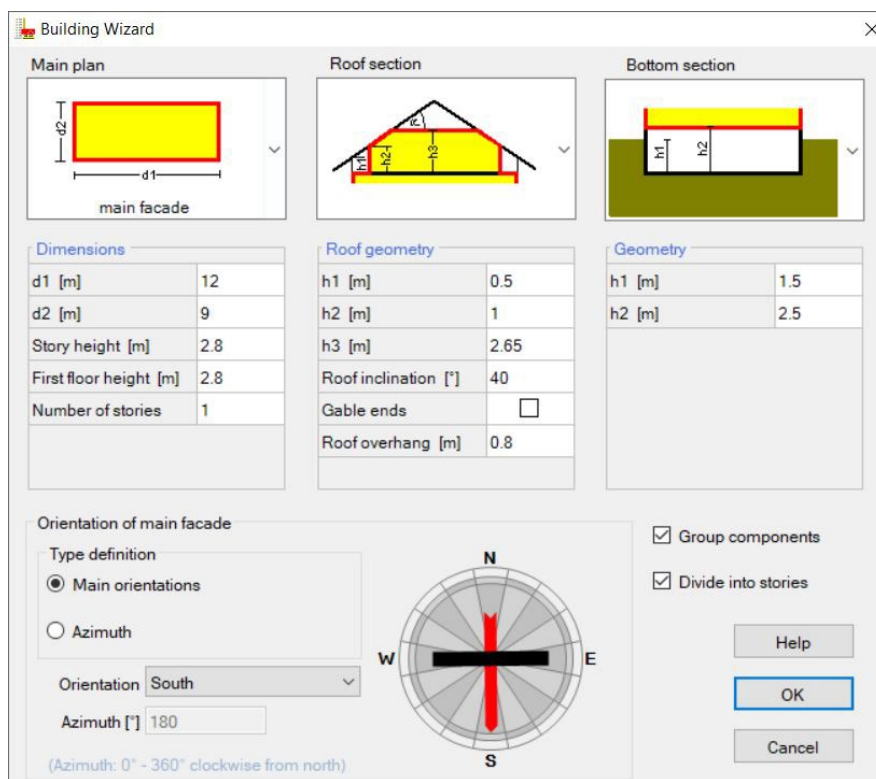 Building Wizard
Main plan
Roof section
Bottom section
d2
d1
main facade
h1
h2
h3
α
h1
h2
Dimensions
d1 [m] 12
d2 [m] 9
Story height [m] 2.8
First floor height [m] 2.8
Number of stories 1
Roof geometry
h1 [m] 0.5
h2 [m] 1
h3 [m] 2.65
Roof inclination [°] 40
Gable ends
Roof overhang [m] 0.8
Geometry
h1 [m] 1.5
h2 [m] 2.5
Orientation of main facade
Type definition
Main orientations
Azimuth
Orientation South
Azimuth [°] 180
(Azimuth: 0° - 360° clockwise from north)
N
W
E
S
Group components
Divide into stories
Help
OK
Cancel